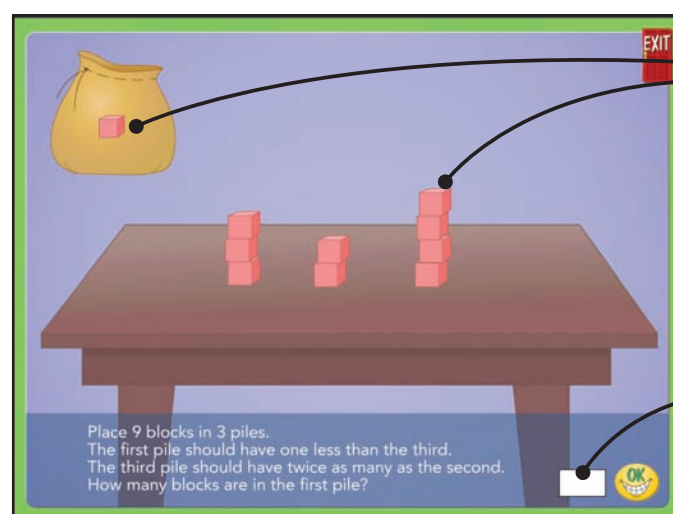 EXIT
Place 9 blocks in 3 piles.
The first pile should have one less than the third.
The third pile should have twice as many as the second.
How many blocks are in the first pile?
OK